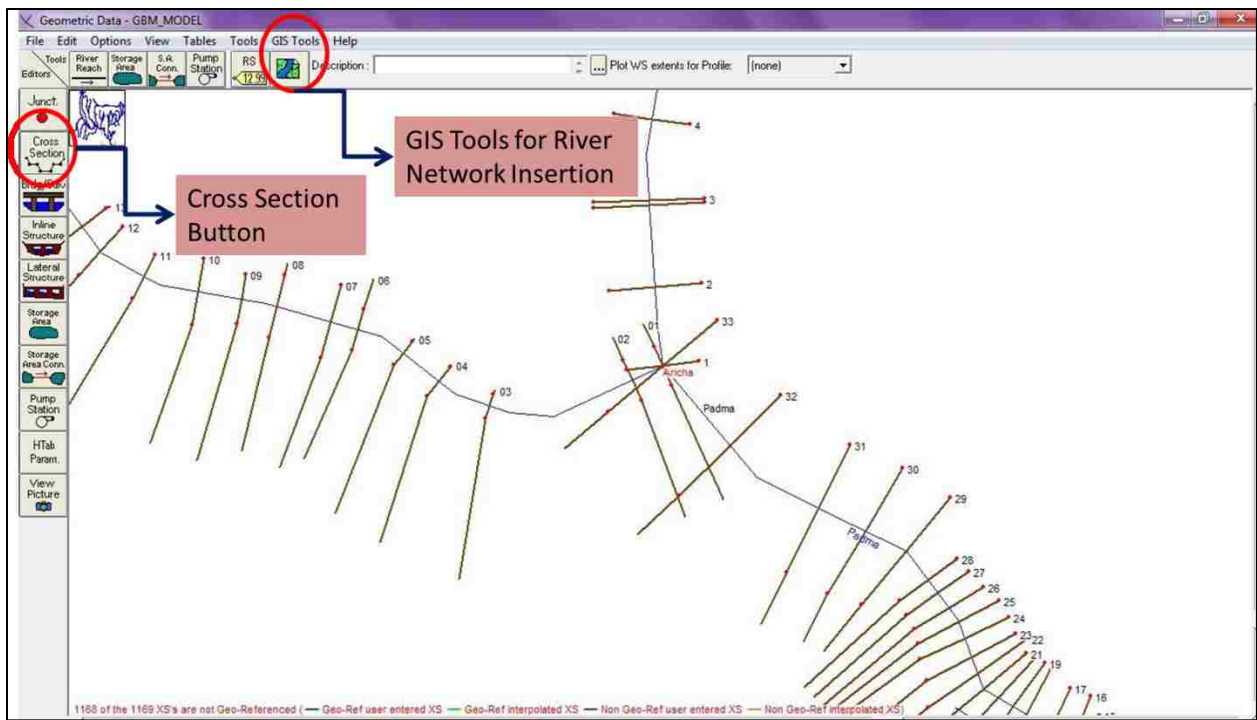 Geometric Data - GBM_MODEL
File Edit Options View Tables Tools GIS Tools Help
Tools
Editors
River Reach
Storage Area
S.A. Conn.
Pump Station
RS
12.99
Description :
...
Plot WS extents for Profile:
(none)
Junct.
Cross Section
Inline Structure
Lateral Structure
Storage Area
Storage Area Conn.
Pump Station
HTab Param.
View Picture
GIS Tools for River
Network Insertion
Cross Section
Button
4
3
2
33
01
02
1
Aricha
Padma
32
13
12
11
10
09
08
07
06
05
04
03
31
30
29
Padma
28
27
26
25
24
23
22
21
19
17
16
1168 of the 1169 XS's are not Geo-Referenced ( — Geo-Ref user entered XS — Geo-Ref interpolated XS — Non Geo-Ref user entered XS — Non Geo-Ref interpolated XS)